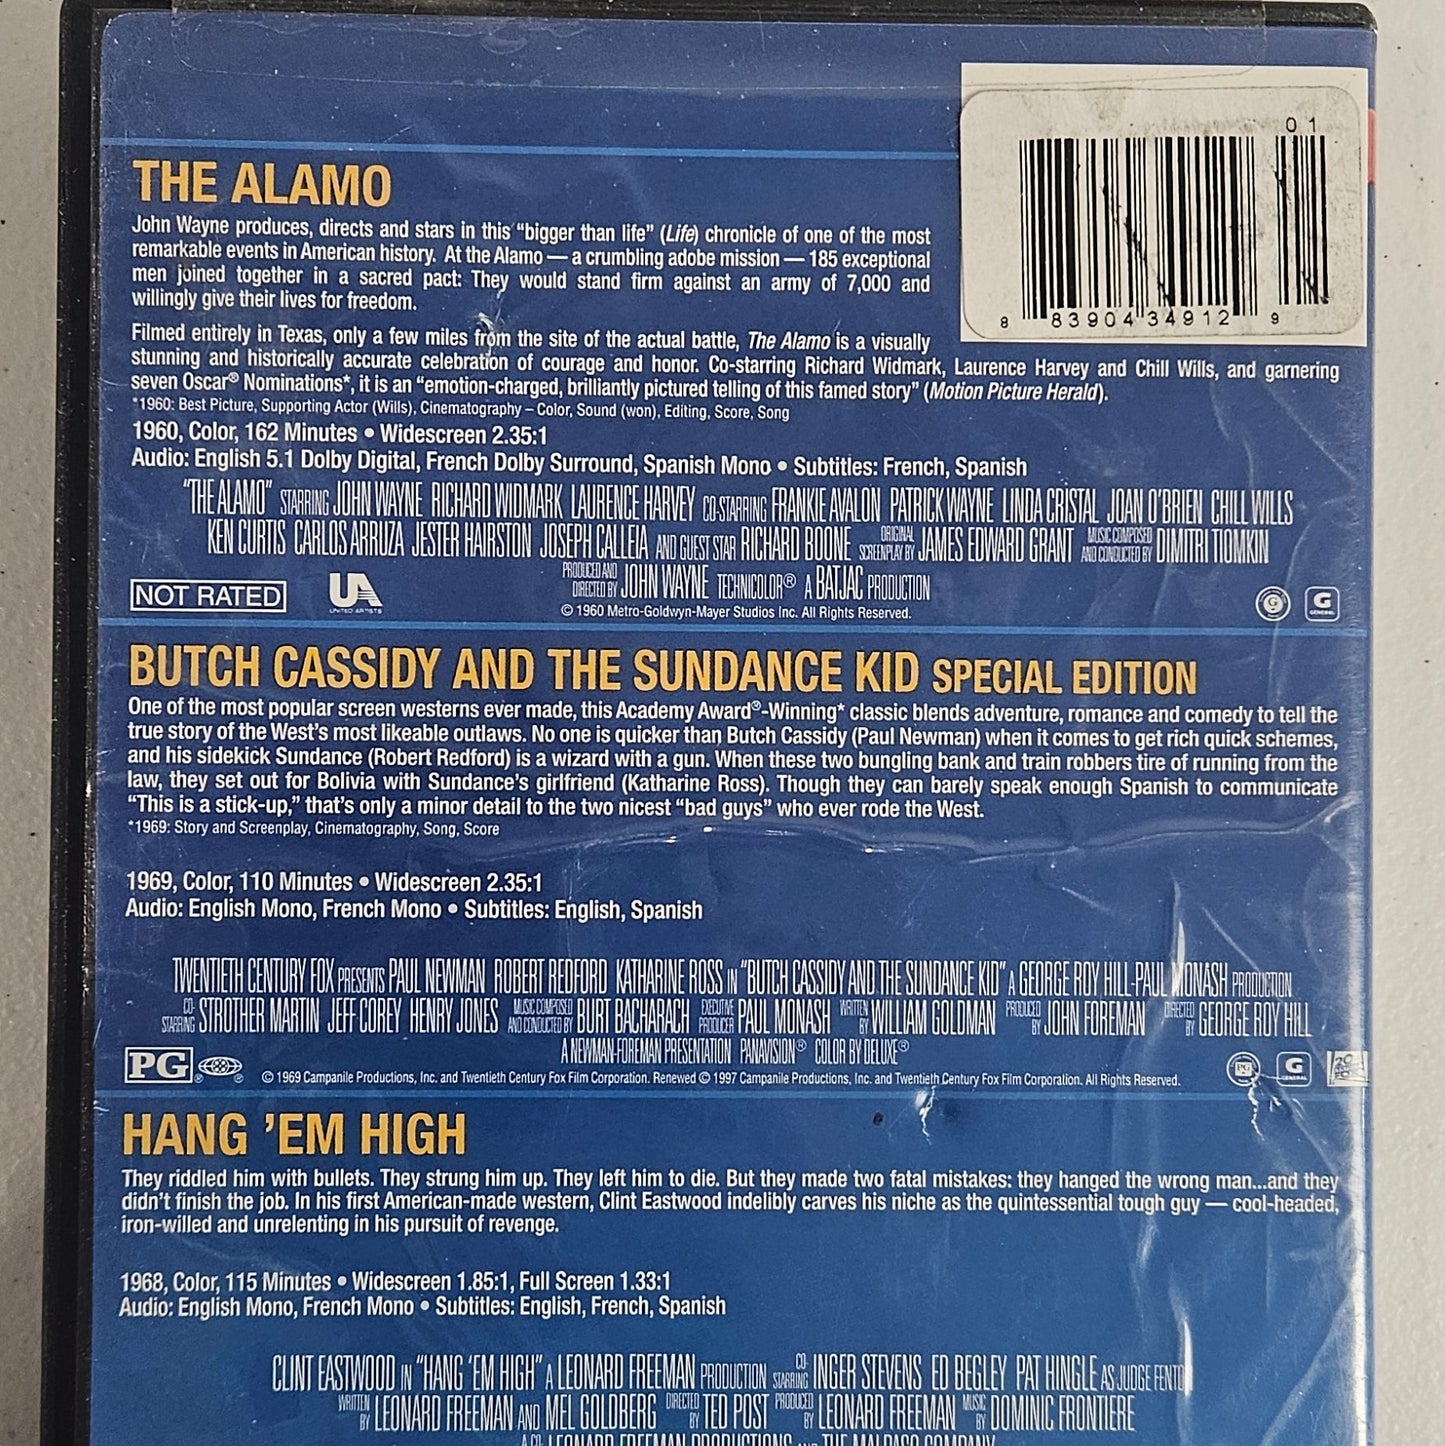 01
8 83904 34912 9
THE ALAMO
John Wayne produces, directs and stars in this "bigger than life" (Life) chronicle of one of the most
remarkable events in American history. At the Alamo — a crumbling adobe mission — 185 exceptional
men joined together in a sacred pact: They would stand firm against an army of 7,000 and
willingly give their lives for freedom.
Filmed entirely in Texas, only a few miles from the site of the actual battle, The Alamo is a visually
stunning and historically accurate celebration of courage and honor. Co-starring Richard Widmark, Laurence Harvey and Chill Wills, and garnering
seven Oscar® Nominations*, it is an "emotion-charged, brilliantly pictured telling of this famed story" (Motion Picture Herald).
*1960: Best Picture, Supporting Actor (Wills), Cinematography – Color, Sound (won), Editing, Score, Song
1960, Color, 162 Minutes • Widescreen 2.35:1
Audio: English 5.1 Dolby Digital, French Dolby Surround, Spanish Mono • Subtitles: French, Spanish
"THE ALAMO" STARRING JOHN WAYNE RICHARD WIDMARK LAURENCE HARVEY CO-STARRING FRANKIE AVALON PATRICK WAYNE LINDA CRISTAL JOAN O'BRIEN CHILL WILLS
KEN CURTIS CARLOS ARRUZA JESTER HAIRSTON JOSEPH CALLEIA AND GUEST STAR RICHARD BOONE ORIGINAL SCREENPLAY BY JAMES EDWARD GRANT MUSIC COMPOSED AND CONDUCTED BY DIMITRI TIOMKIN
PRODUCED AND DIRECTED BY JOHN WAYNE TECHNICOLOR® A BATJAC PRODUCTION
NOT RATED UA UNITED ARTISTS © 1960 Metro-Goldwyn-Mayer Studios Inc. All Rights Reserved. G G GENERAL
BUTCH CASSIDY AND THE SUNDANCE KID SPECIAL EDITION
One of the most popular screen westerns ever made, this Academy Award®-Winning* classic blends adventure, romance and comedy to tell the
true story of the West's most likeable outlaws. No one is quicker than Butch Cassidy (Paul Newman) when it comes to get rich quick schemes,
and his sidekick Sundance (Robert Redford) is a wizard with a gun. When these two bungling bank and train robbers tire of running from the
law, they set out for Bolivia with Sundance's girlfriend (Katharine Ross). Though they can barely speak enough Spanish to communicate
"This is a stick-up," that's only a minor detail to the two nicest "bad guys" who ever rode the West.
*1969: Story and Screenplay, Cinematography, Song, Score
1969, Color, 110 Minutes • Widescreen 2.35:1
Audio: English Mono, French Mono • Subtitles: English, Spanish
TWENTIETH CENTURY FOX PRESENTS PAUL NEWMAN ROBERT REDFORD KATHARINE ROSS IN "BUTCH CASSIDY AND THE SUNDANCE KID" A GEORGE ROY HILL-PAUL MONASH PRODUCTION
CO-STARRING STROTHER MARTIN JEFF COREY HENRY JONES MUSIC COMPOSED AND CONDUCTED BY BURT BACHARACH EXECUTIVE PRODUCER PAUL MONASH WRITTEN BY WILLIAM GOLDMAN PRODUCED BY JOHN FOREMAN DIRECTED BY GEORGE ROY HILL
A NEWMAN-FOREMAN PRESENTATION PANAVISION® COLOR BY DELUXE®
PG ® ® © 1969 Campanile Productions, Inc. and Twentieth Century Fox Film Corporation. Renewed © 1997 Campanile Productions, Inc. and Twentieth Century Fox Film Corporation. All Rights Reserved. PG G GENERAL
HANG 'EM HIGH
They riddled him with bullets. They strung him up. They left him to die. But they made two fatal mistakes: they hanged the wrong man...and they
didn't finish the job. In his first American-made western, Clint Eastwood indelibly carves his niche as the quintessential tough guy — cool-headed,
iron-willed and unrelenting in his pursuit of revenge.
1968, Color, 115 Minutes • Widescreen 1.85:1, Full Screen 1.33:1
Audio: English Mono, French Mono • Subtitles: English, French, Spanish
CLINT EASTWOOD IN "HANG 'EM HIGH" A LEONARD FREEMAN PRODUCTION CO-STARRING INGER STEVENS ED BEGLEY PAT HINGLE AS JUDGE FENTO
WRITTEN BY LEONARD FREEMAN AND MEL GOLDBERG DIRECTED BY TED POST PRODUCED BY LEONARD FREEMAN MUSIC BY DOMINIC FRONTIERE
A CO- LEONARD FREEMAN PRODUCTIONS AND THE MALPASO COMPANY